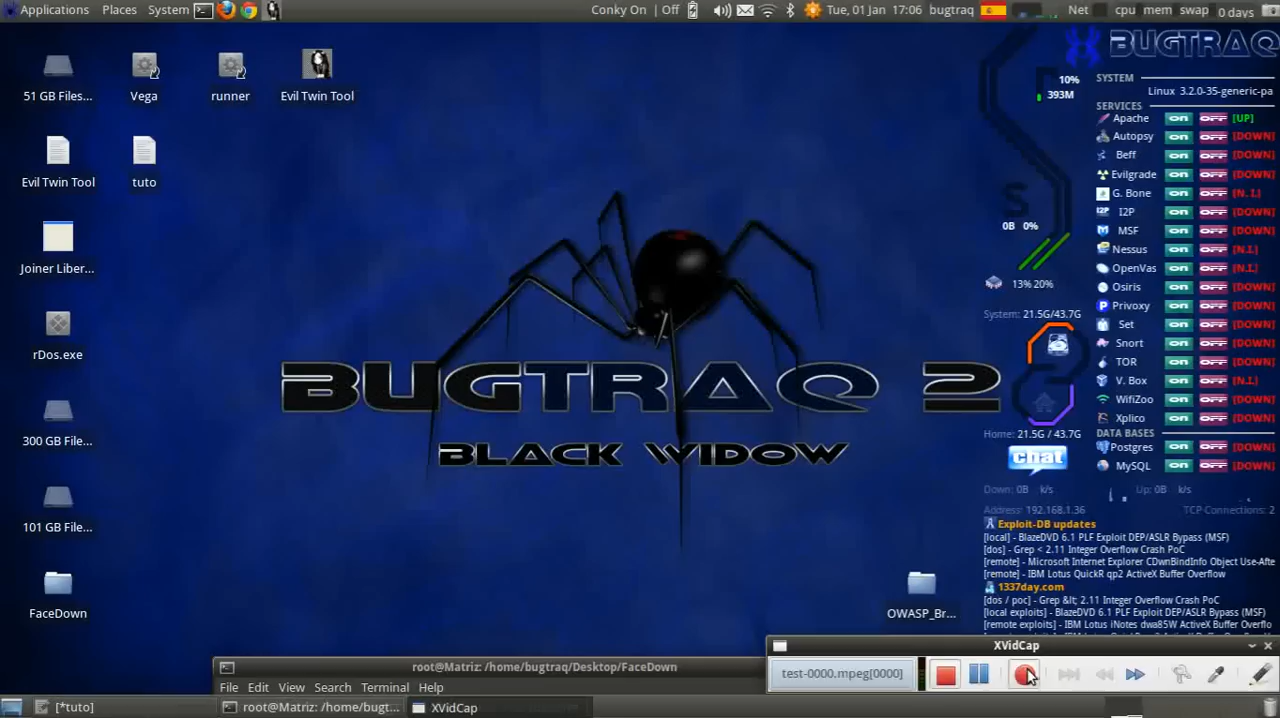 Applications Places System Conky On | Off Tue, 01 Jan 17:06 bugtraq Net cpu mem swap 0 days
BUGTRAQ
51 GB Files...
Vega
runner
Evil Twin Tool
Evil Twin Tool
tuto
Joiner Liber...
rDos.exe
300 GB File...
101 GB File...
FaceDown
OWASP_Br...
BUGTRAQ 2
BLACK WIDOW
10%
393M
S
0B 0%
13% 20%
System: 21.5G/43.7G
Home: 21.5G / 43.7G
chat
SYSTEM
Linux 3.2.0-35-generic-pa
SERVICES
Apache ON OFF [UP]
Autopsy ON OFF [DOWN]
Beff ON OFF [DOWN]
Evilgrade ON OFF [DOWN]
G. Bone ON OFF [N.I.]
I2P I2P ON OFF [DOWN]
MSF ON OFF [DOWN]
Nessus ON OFF [N.I.]
OpenVas ON OFF [N.I.]
Osiris ON OFF [DOWN]
P Privoxy ON OFF [DOWN]
Set ON OFF [DOWN]
Snort ON OFF [DOWN]
TOR ON OFF [DOWN]
V. Box ON OFF [N.I.]
WifiZoo ON OFF [DOWN]
Xplico ON OFF [DOWN]
DATA BASES
Postgres ON OFF [DOWN]
MySQL ON OFF [DOWN]
Down: 0B k/s Up: 0B k/s
Address: 192.168.1.36 TCP Connections: 2
Exploit-DB updates
[local] - BlazeDVD 6.1 PLF Exploit DEP/ASLR Bypass (MSF)
[dos] - Grep < 2.11 Integer Overflow Crash PoC
[remote] - Microsoft Internet Explorer CDwnBindInfo Object Use-Afte
[remote] - IBM Lotus QuickR qp2 ActiveX Buffer Overflow
1337day.com
[dos / poc] - Grep &lt; 2.11 Integer Overflow Crash PoC
[local exploits] - BlazeDVD 6.1 PLF Exploit DEP/ASLR Bypass (MSF)
[remote exploits] - IBM Lotus iNotes dwa85W ActiveX Buffer Overflo
XVidCap
test-0000.mpeg[0000]
root@Matriz: /home/bugtraq/Desktop/FaceDown
File Edit View Search Terminal Help
[*tuto]
root@Matriz: /home/bugt...
XVidCap